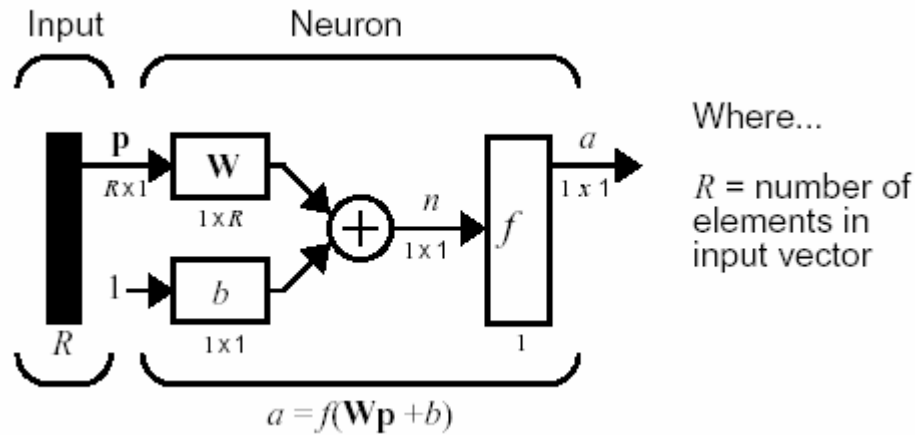 Input
Neuron
p
R x 1
W
1 x R
1
b
1 x 1
R
n
1 x 1
f
1
a
1 x 1
a = f(Wp +b)
Where...
R = number of
elements in
input vector